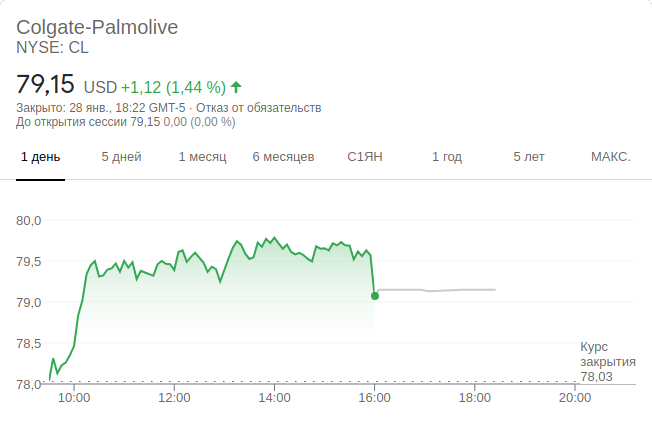 Colgate-Palmolive
NYSE: CL
79,15 USD +1,12 (1,44 %)
Закрыто: 28 янв., 18:22 GMT-5 · Отказ от обязательств
До открытия сессии 79,15 0,00 (0,00 %)
1 день 5 дней 1 месяц 6 месяцев С1ЯН 1 год 5 лет МАКС.
80,0
79,5
79,0
78,5
Курс
закрытия
78,03
78,0
10:00 12:00 14:00 16:00 18:00 20:00